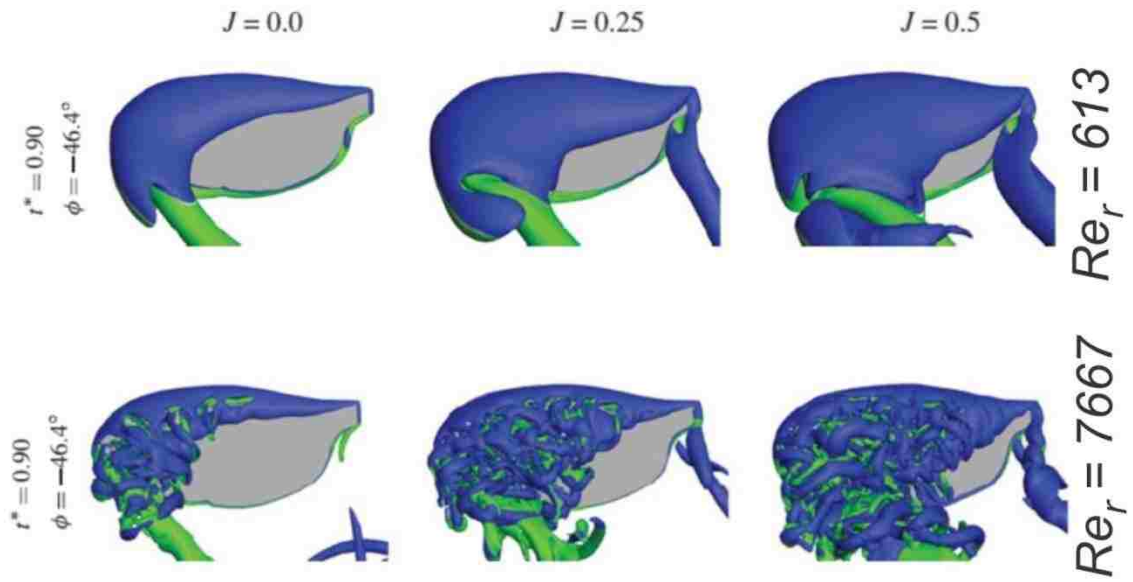 J = 0.0
J = 0.25
J = 0.5
t* = 0.90
ϕ = −46.4°
Re_r = 613
t* = 0.90
ϕ = −46.4°
Re_r = 7667